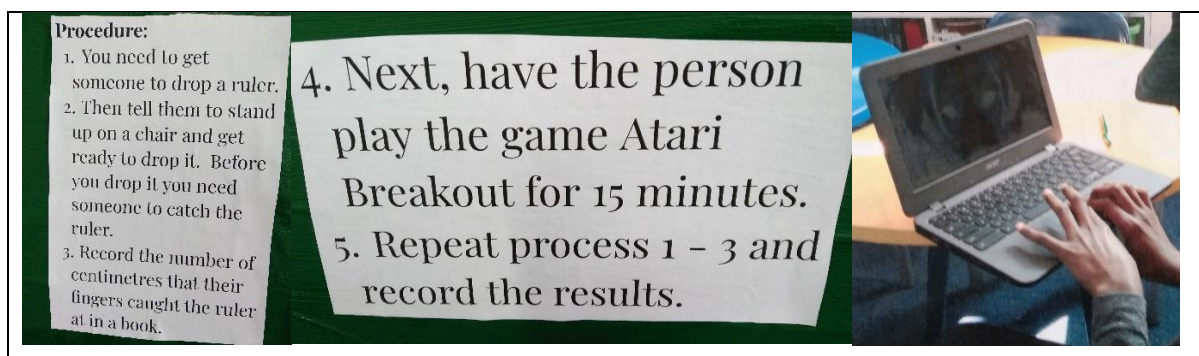 Procedure:
1. You need to get
someone to drop a ruler.
2. Then tell them to stand
up on a chair and get
ready to drop it. Before
you drop it you need
someone to catch the
ruler.
3. Record the number of
centimetres that their
fingers caught the ruler
at in a book.
4. Next, have the person
play the game Atari
Breakout for 15 minutes.
5. Repeat process 1 - 3 and
record the results.
acer